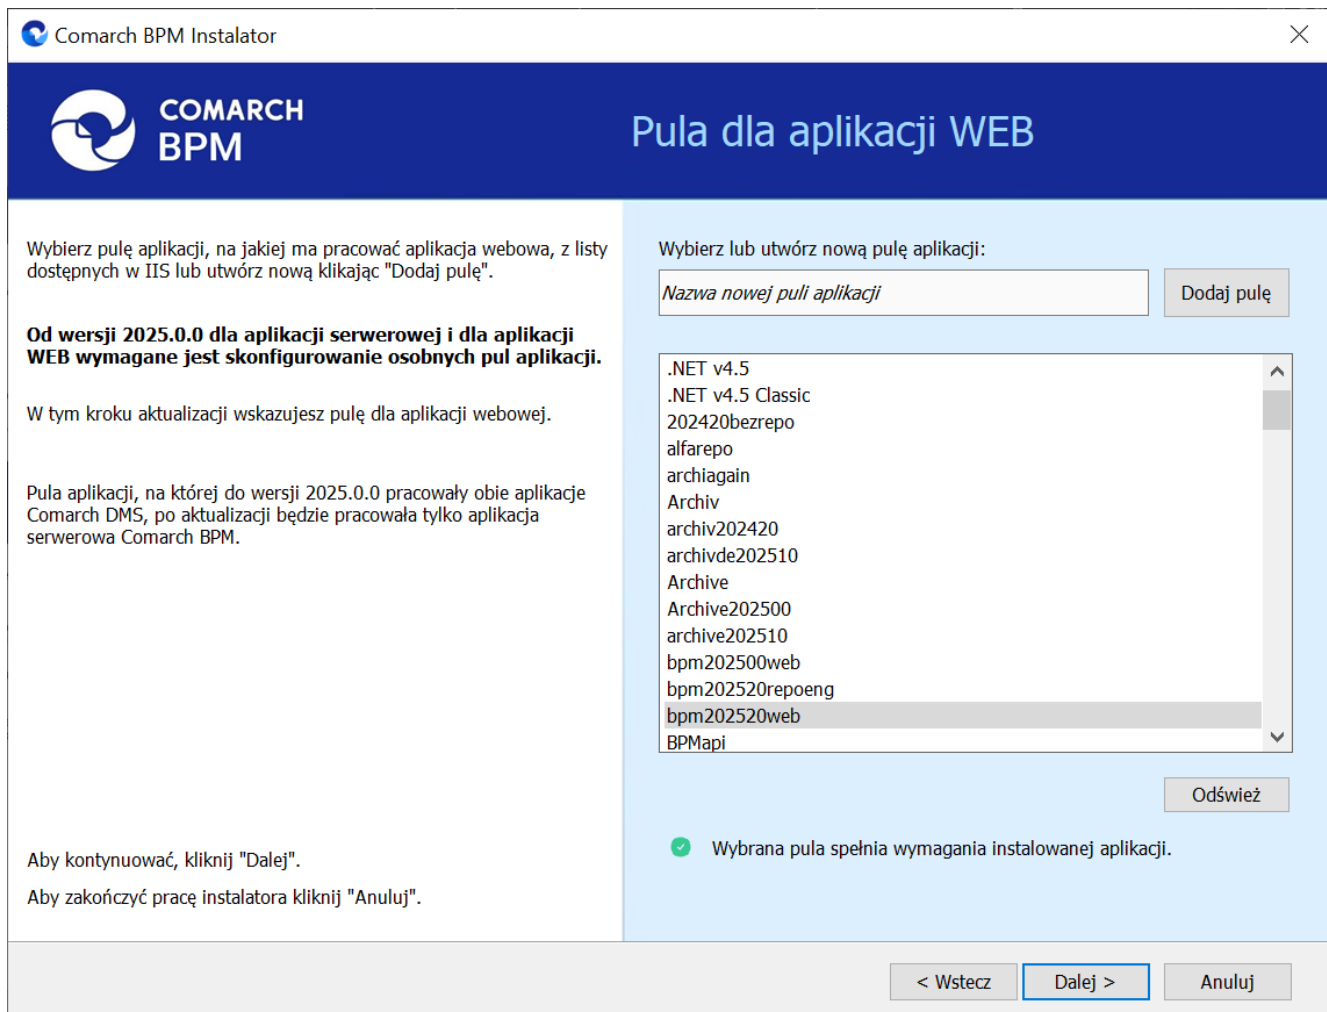 Comarch BPM Instalator
COMARCH
BPM
Pula dla aplikacji WEB
Wybierz pulę aplikacji, na jakiej ma pracować aplikacja webowa, z listy
dostępnych w IIS lub utwórz nową klikając "Dodaj pulę".
Od wersji 2025.0.0 dla aplikacji serwerowej i dla aplikacji
WEB wymagane jest skonfigurowanie osobnych pul aplikacji.
W tym kroku aktualizacji wskazujesz pulę dla aplikacji webowej.
Pula aplikacji, na której do wersji 2025.0.0 pracowały obie aplikacje
Comarch DMS, po aktualizacji będzie pracowała tylko aplikacja
serwerowa Comarch BPM.
Aby kontynuować, kliknij "Dalej".
Aby zakończyć pracę instalatora kliknij "Anuluj".
Wybierz lub utwórz nową pulę aplikacji:
Nazwa nowej puli aplikacji
Dodaj pulę
.NET v4.5
.NET v4.5 Classic
202420bezrepo
alfarepo
archiagain
Archiv
archiv202420
archivde202510
Archive
Archive202500
archive202510
bpm202500web
bpm202520repoeng
bpm202520web
BPMapi
Odśwież
Wybrana pula spełnia wymagania instalowanej aplikacji.
< Wstecz
Dalej >
Anuluj